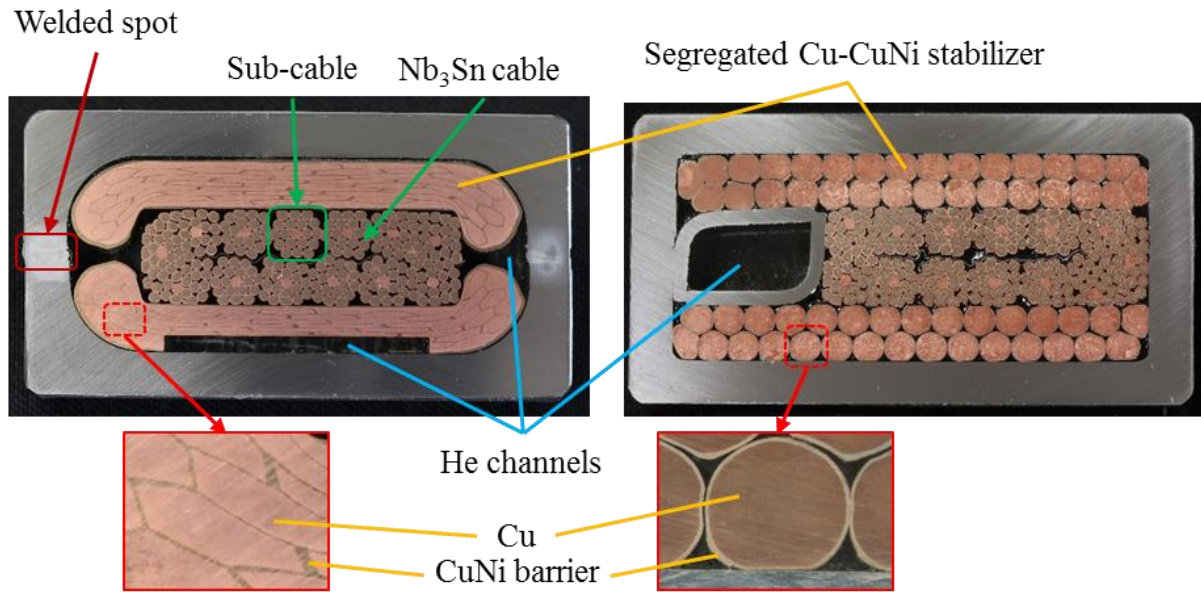 Welded spot
Sub-cable
Nb₃Sn cable
Segregated Cu-CuNi stabilizer
He channels
Cu
CuNi barrier